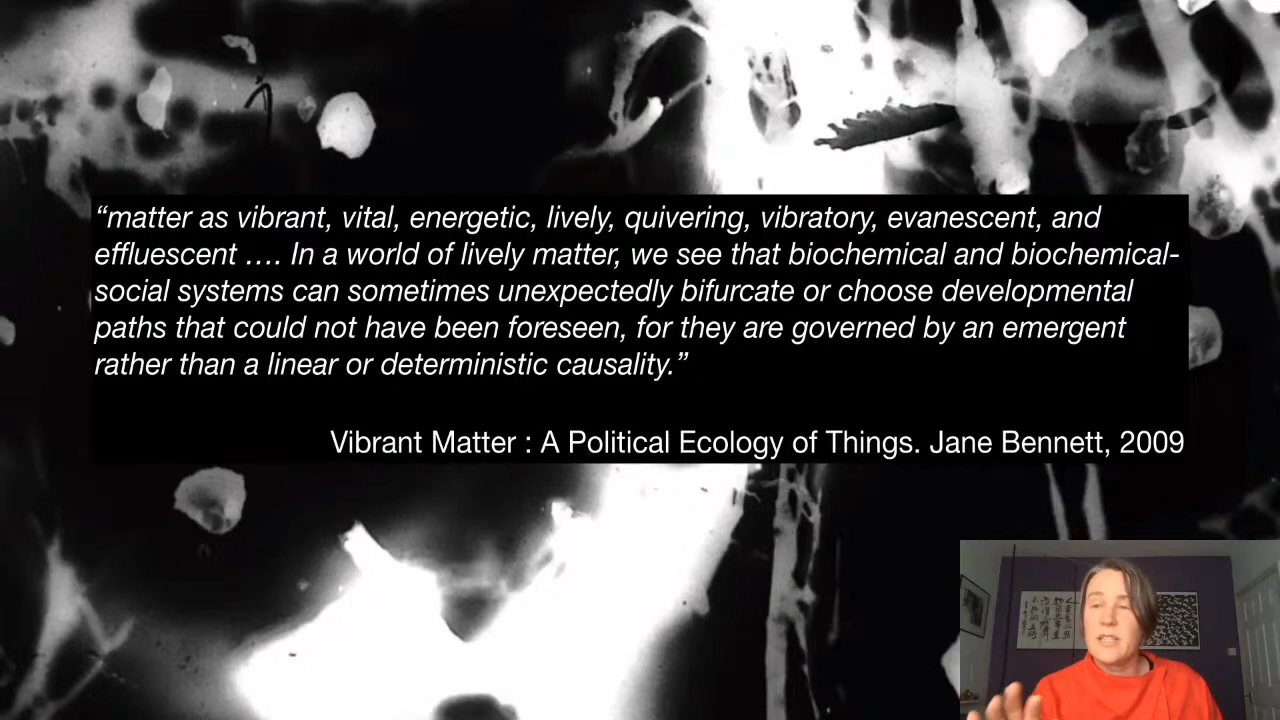 “matter as vibrant, vital, energetic, lively, quivering, vibratory, evanescent, and
effluescent …. In a world of lively matter, we see that biochemical and biochemical-
social systems can sometimes unexpectedly bifurcate or choose developmental
paths that could not have been foreseen, for they are governed by an emergent
rather than a linear or deterministic causality.”
Vibrant Matter : A Political Ecology of Things. Jane Bennett, 2009